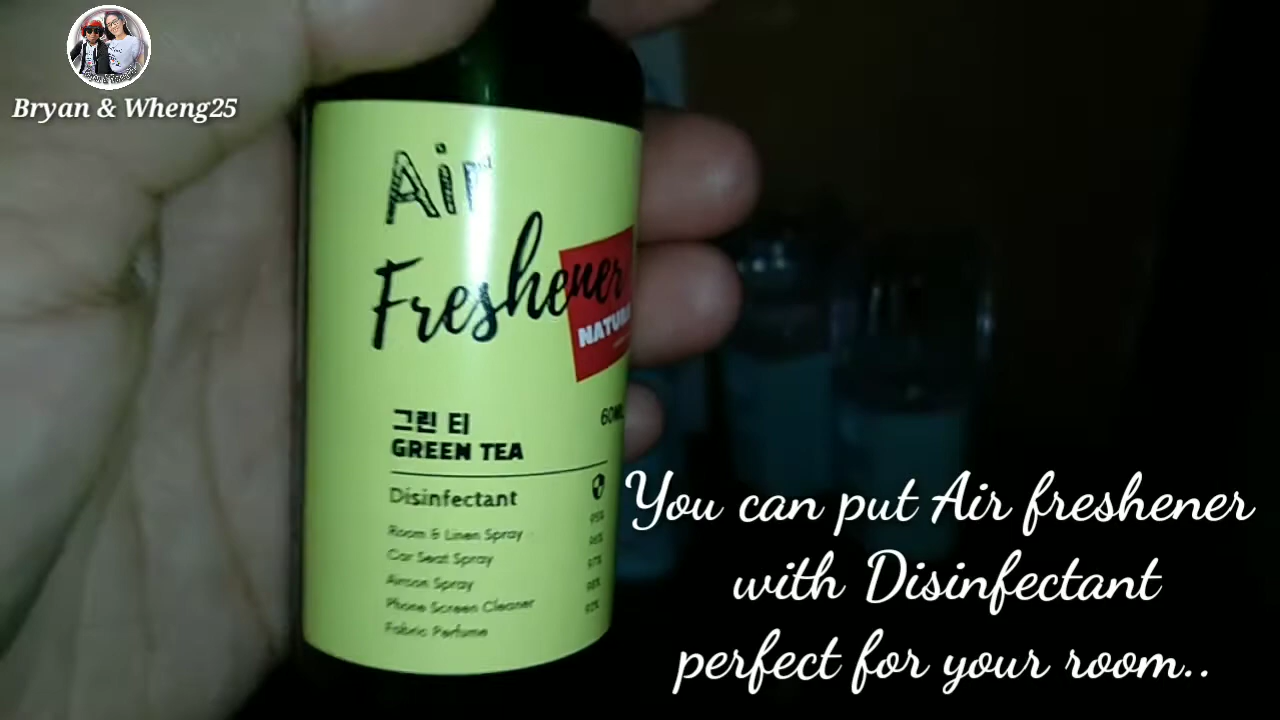 Bryan & Wheng25
Air
Freshener
NATURA
60ML
그린 티
GREEN TEA
Disinfectant
Room & Linen Spray
Car Seat Spray
Aircon Spray
Phone Screen Cleaner
Fabric Perfume
You can put Air freshener
with Disinfectant
perfect for your room..